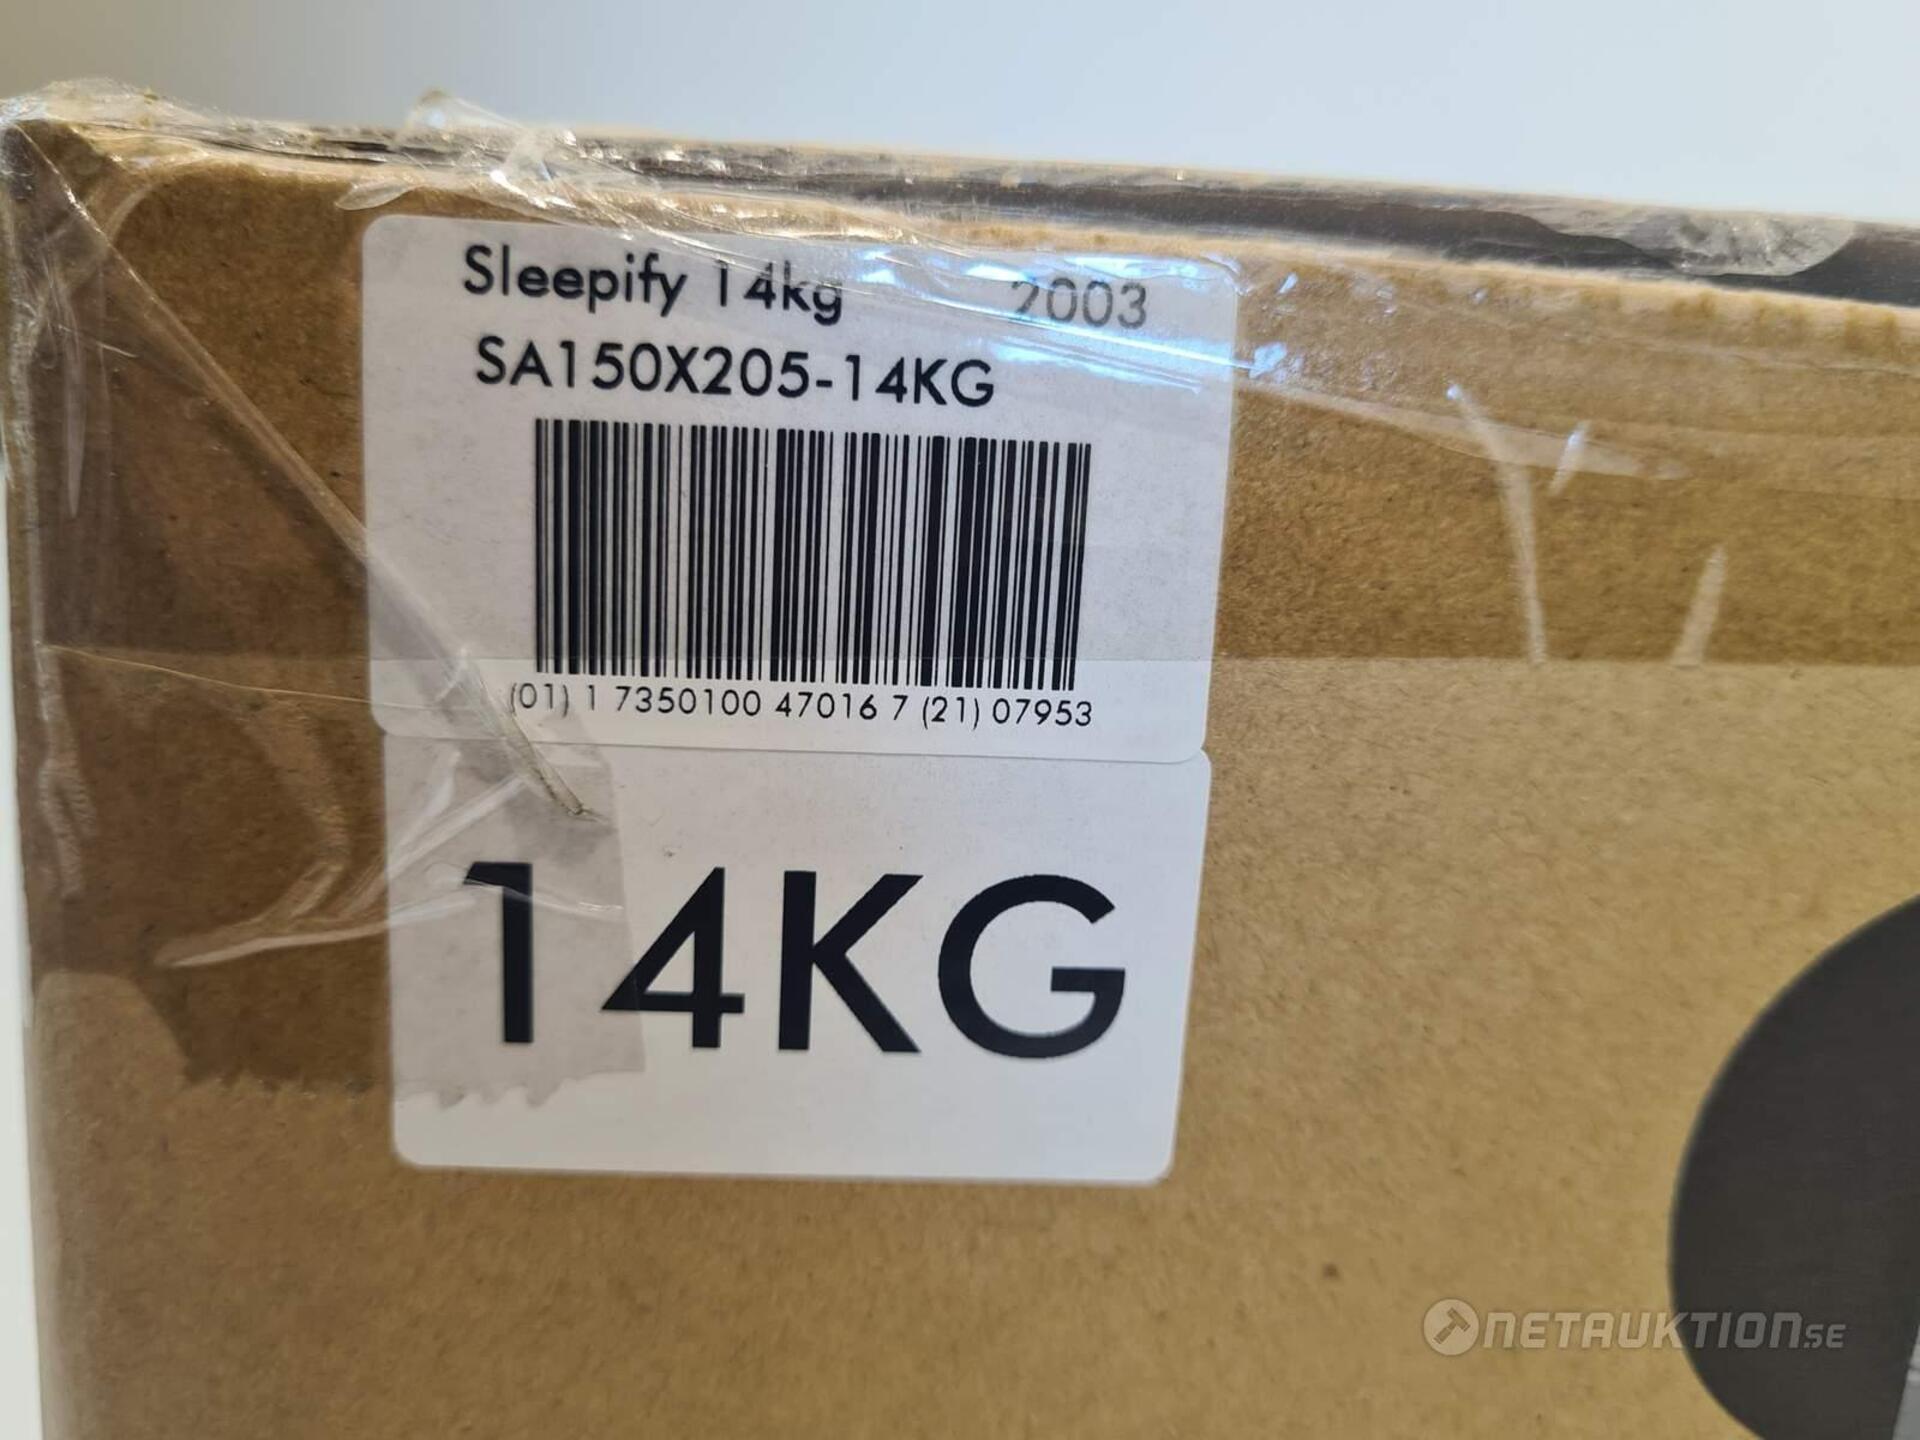 Sleepify 14kg 2003
SA150X205-14KG
(01) 1 7350100 47016 7 (21) 07953
14KG
NETAUKTION.SE